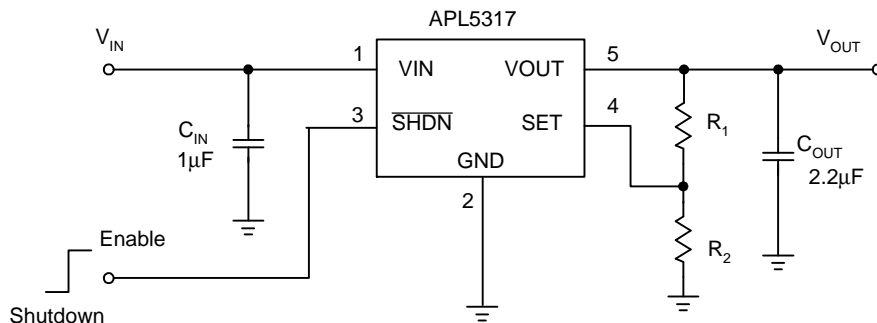 APL5317
V_IN
1
VIN
VOUT
5
V_OUT
3
SHDN
SET
4
C_IN
1μF
GND
2
R_1
C_OUT
2.2μF
R_2
Enable
Shutdown